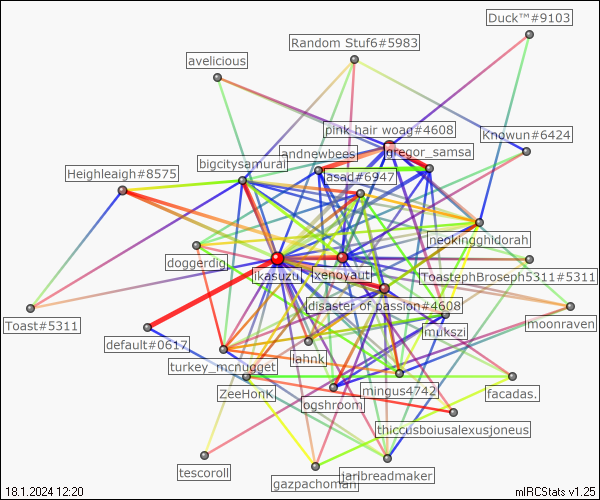 Duck™#9103
Random Stuf6#5983
avelicious
pink hair woag#4608
Knowun#6424
andnewbees
gregor_samsa
bigcitysamurai
Heighleaigh#8575
asad#6947
neokingghidorah
doggerdig
ikasuzu
xenoyaut
ToastephBroseph5311#5311
disaster of passion#4608
Toast#5311
mukszi
moonraven
default#0617
lahnk
turkey_mcnugget
ZeeHonK
mingus4742
facadas.
ogshroom
thiccusboiusalexusjoneus
tescoroll
gazpachoman
jarlbreadmaker
18.1.2024 12:20
mIRCStats v1.25